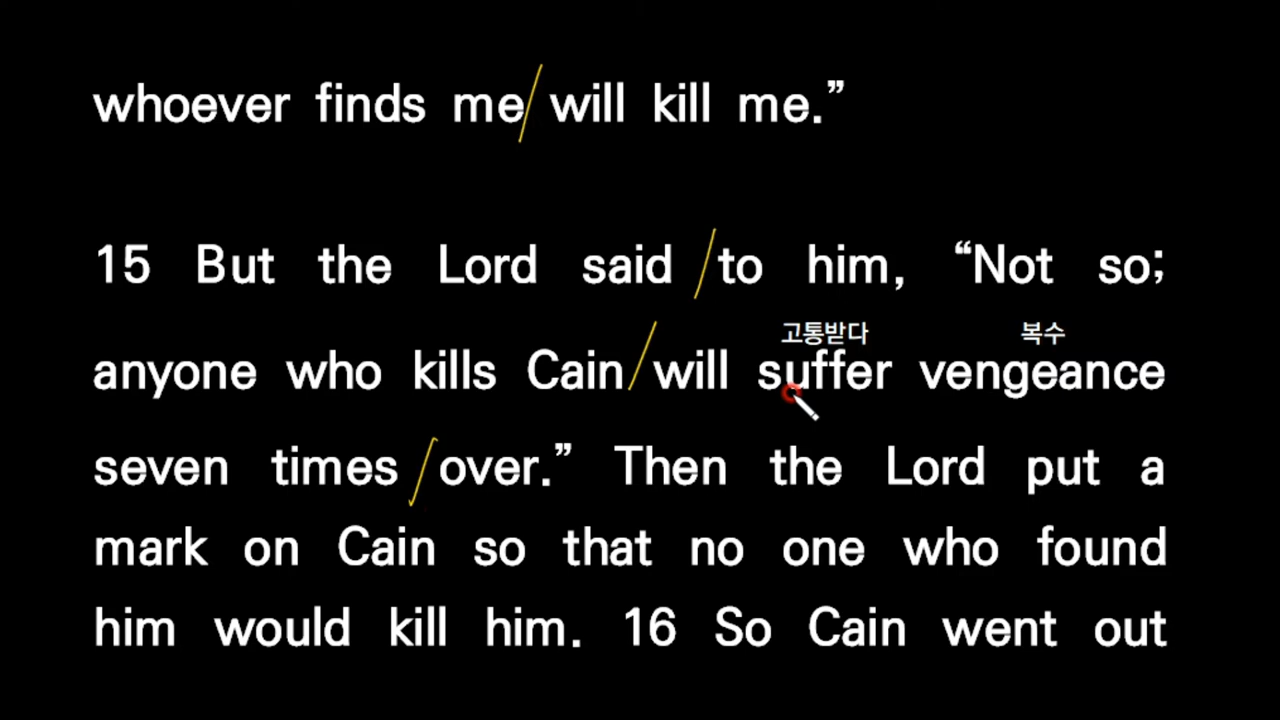 whoever finds me will kill me.”
15 But the Lord said to him, “Not so;
고통받다 복수
anyone who kills Cain will suffer vengeance
seven times over.” Then the Lord put a
mark on Cain so that no one who found
him would kill him. 16 So Cain went out